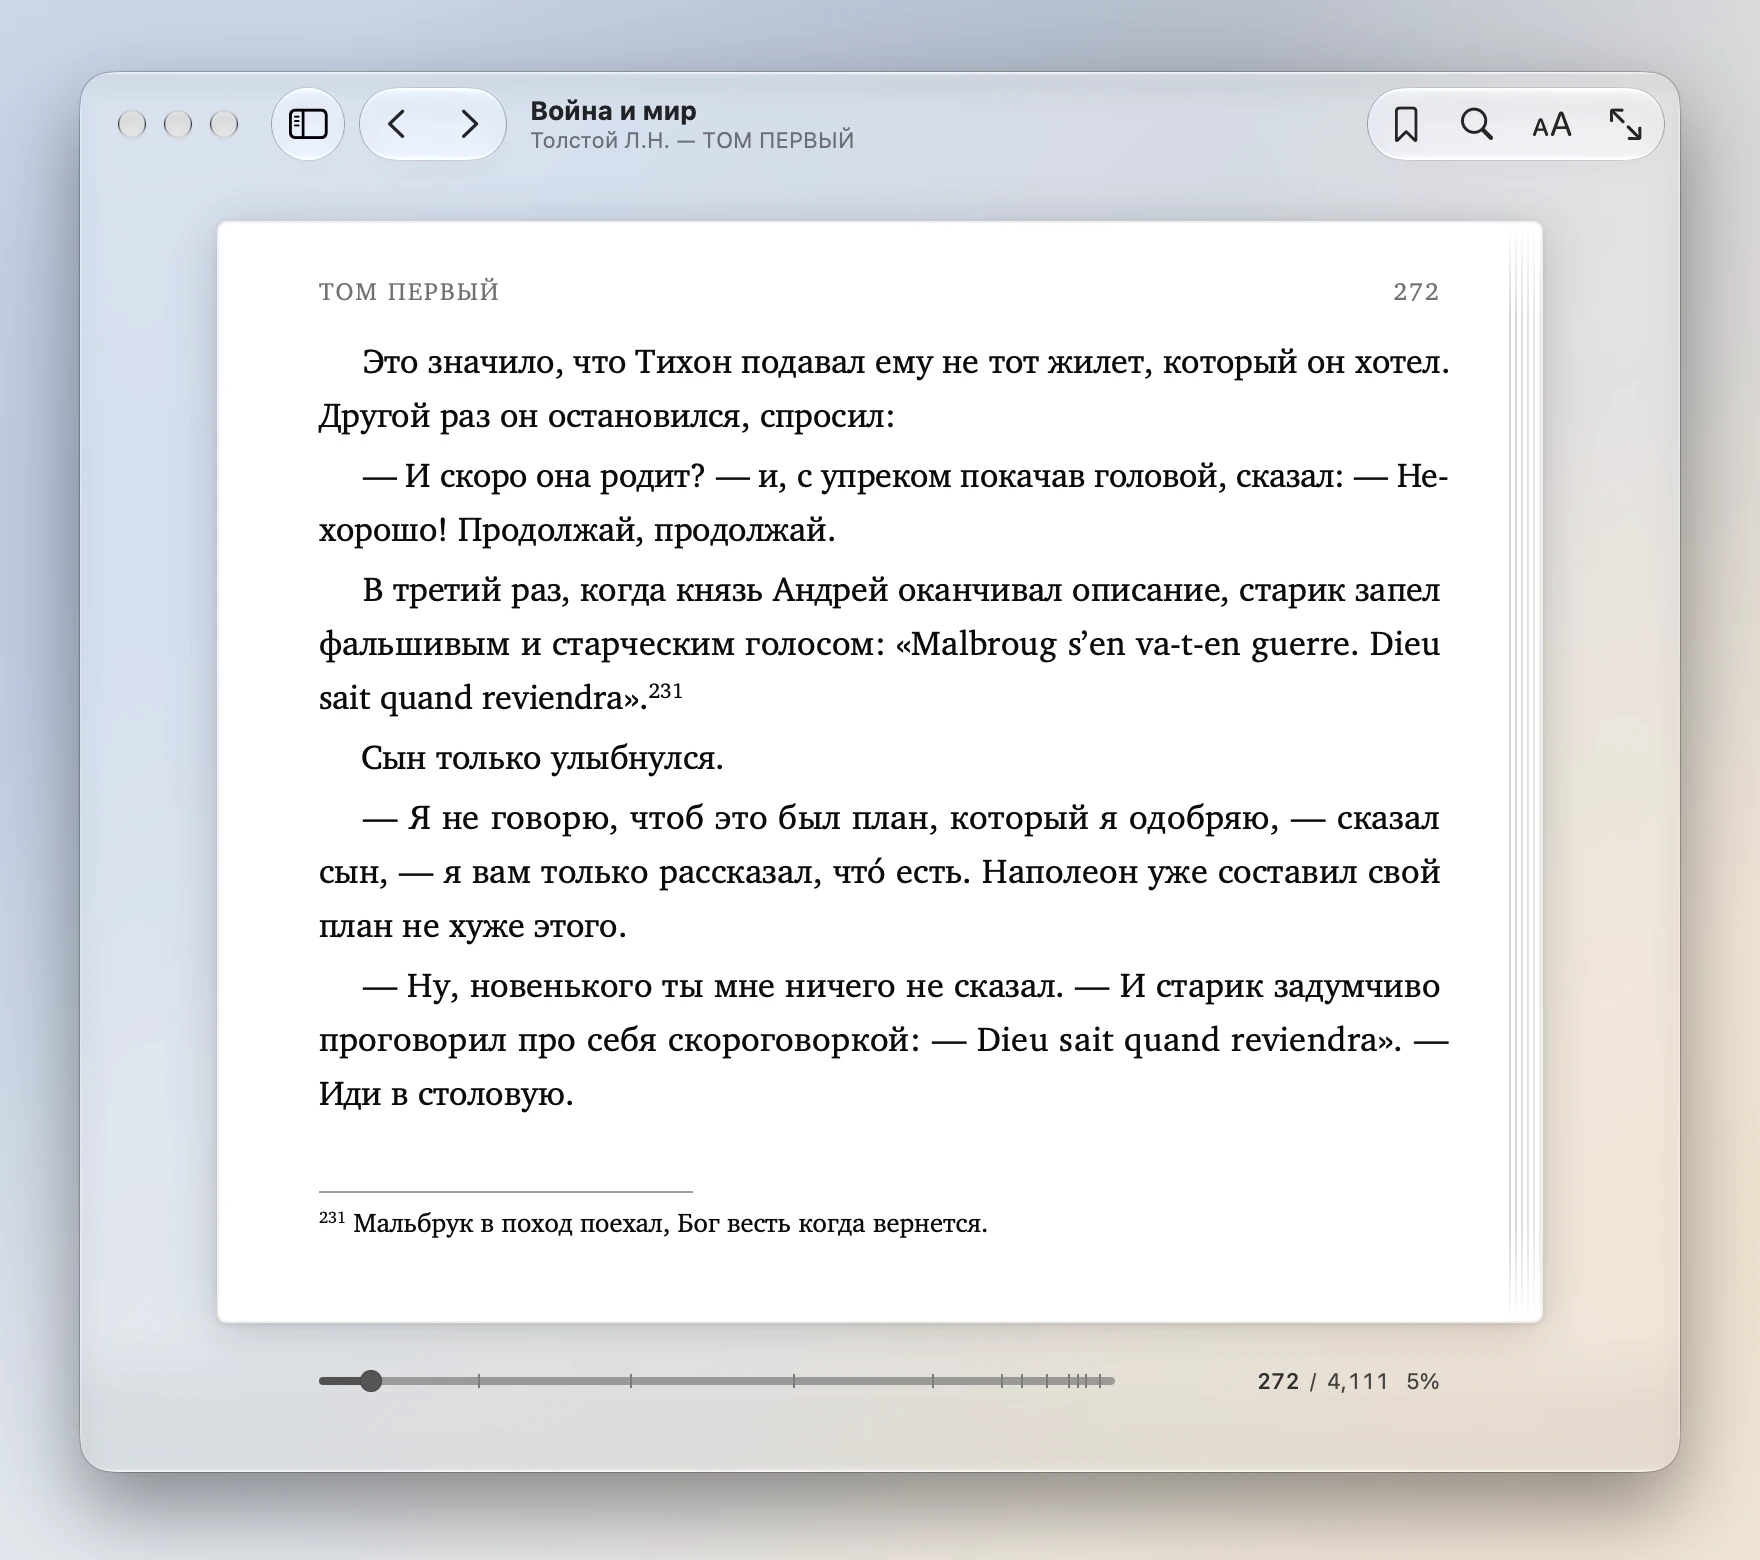 Война и мир
Толстой Л.Н. — ТОМ ПЕРВЫЙ
AA
ТОМ ПЕРВЫЙ 272
Это значило, что Тихон подавал ему не тот жилет, который он хотел.
Другой раз он остановился, спросил:
— И скоро она родит? — и, с упреком покачав головой, сказал: — Не-
хорошо! Продолжай, продолжай.
В третий раз, когда князь Андрей оканчивал описание, старик запел
фальшивым и старческим голосом: «Malbroug s’en va-t-en guerre. Dieu
sait quand reviendra».²³¹
Сын только улыбнулся.
— Я не говорю, чтоб это был план, который я одобряю, — сказал
сын, — я вам только рассказал, что́ есть. Наполеон уже составил свой
план не хуже этого.
— Ну, новенького ты мне ничего не сказал. — И старик задумчиво
проговорил про себя скороговоркой: — Dieu sait quand reviendra». —
Иди в столовую.
²³¹ Мальбрук в поход поехал, Бог весть когда вернется.
272 / 4,111 5%